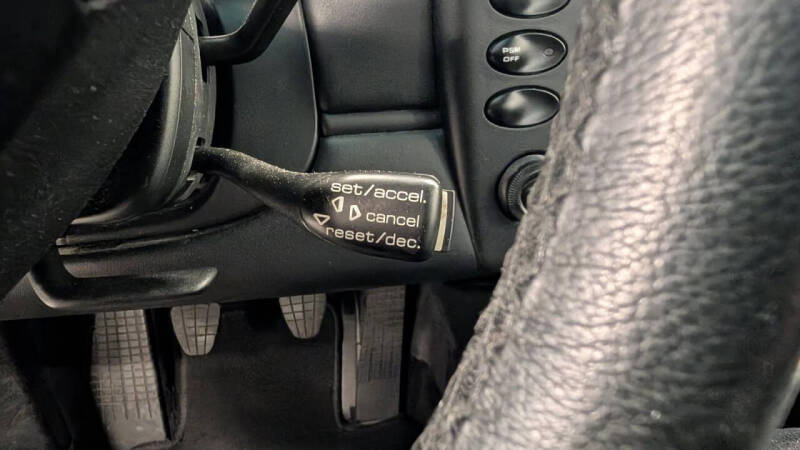 PSM
OFF
set/accel.
cancel
reset/dec.